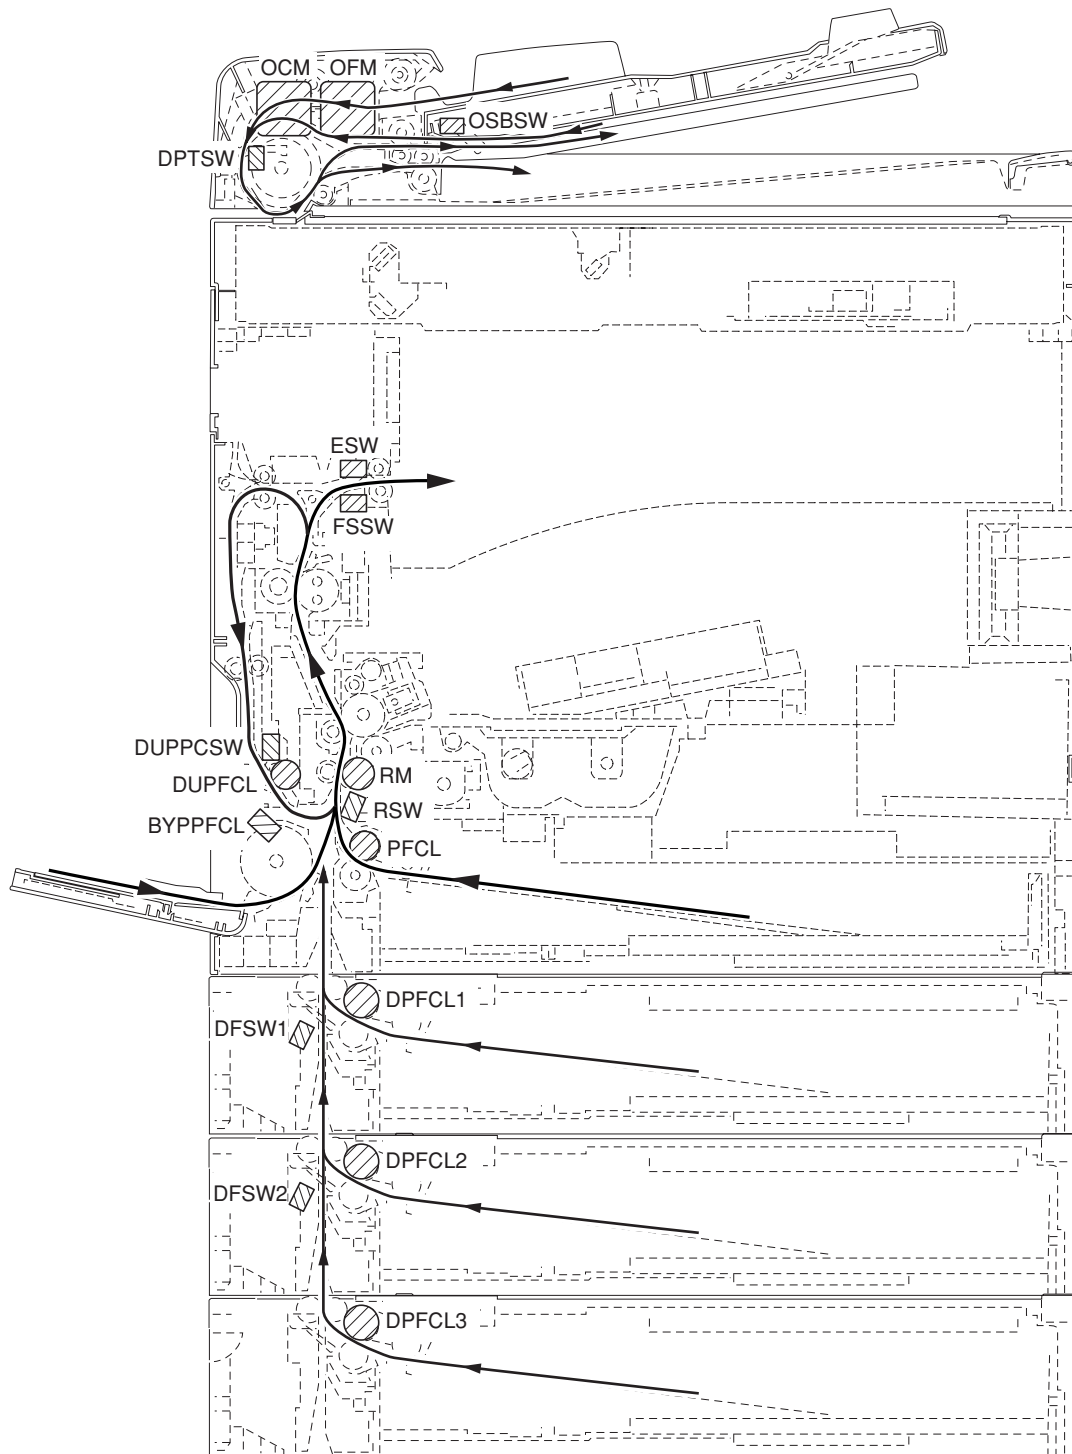 OCM OFM
OSBSW
DPTSW
ESW
FSSW
DUPPCSW
DUPFCL
RM
RSW
BYPPFCL
PFCL
DPFCL1
DFSW1
DPFCL2
DFSW2
DPFCL3